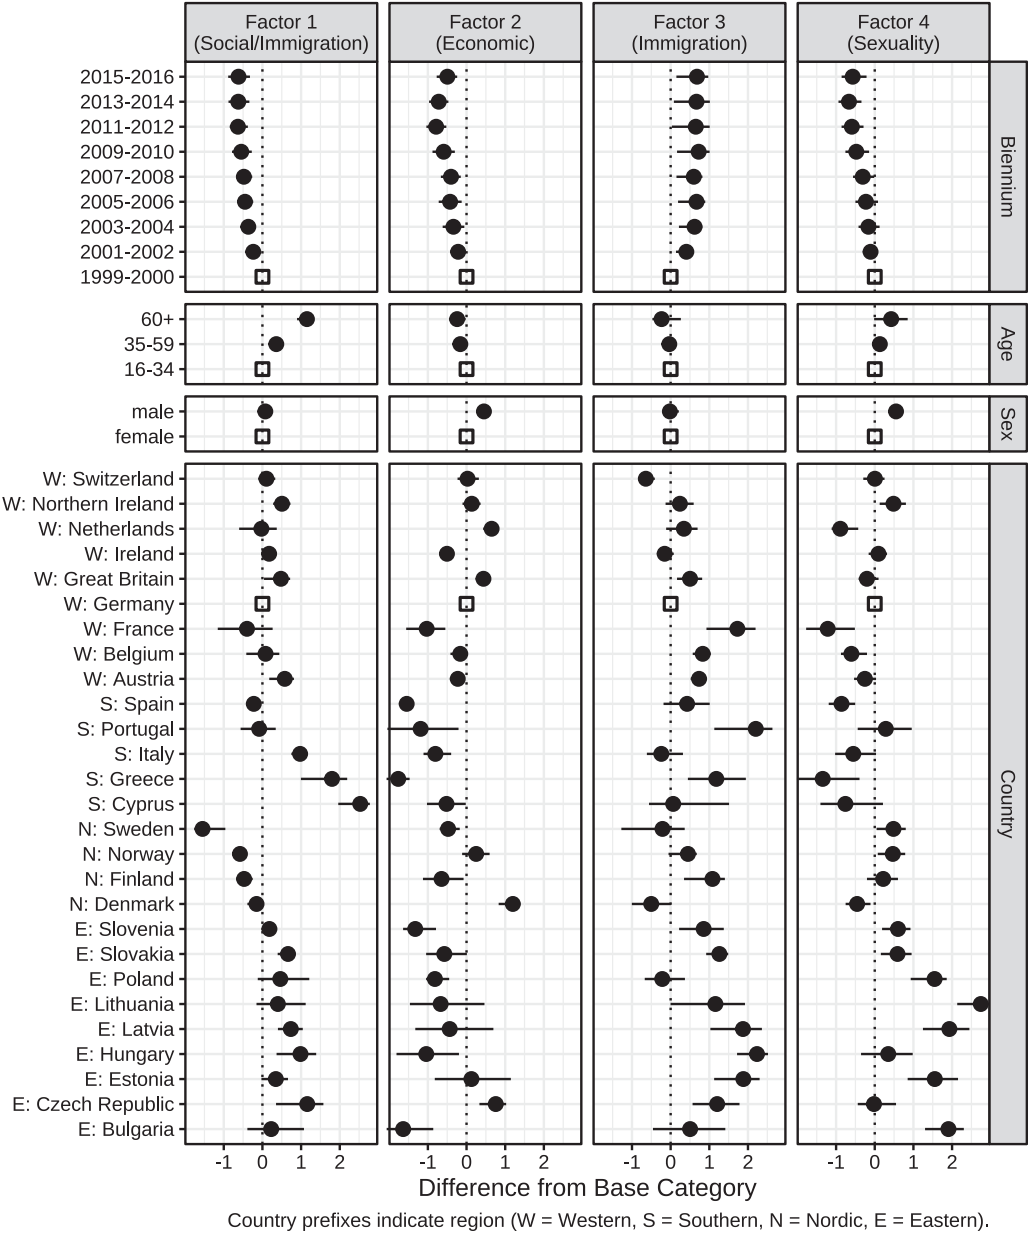 Factor 1
(Social/Immigration)
Factor 2
(Economic)
Factor 3
(Immigration)
Factor 4
(Sexuality)
2015-2016
2013-2014
2011-2012
2009-2010
2007-2008
2005-2006
2003-2004
2001-2002
1999-2000
Biennium
60+
35-59
16-34
Age
male
female
Sex
W: Switzerland
W: Northern Ireland
W: Netherlands
W: Ireland
W: Great Britain
W: Germany
W: France
W: Belgium
W: Austria
S: Spain
S: Portugal
S: Italy
S: Greece
S: Cyprus
N: Sweden
N: Norway
N: Finland
N: Denmark
E: Slovenia
E: Slovakia
E: Poland
E: Lithuania
E: Latvia
E: Hungary
E: Estonia
E: Czech Republic
E: Bulgaria
Country
-1 0 1 2 -1 0 1 2 -1 0 1 2 -1 0 1 2
Difference from Base Category
Country prefixes indicate region (W = Western, S = Southern, N = Nordic, E = Eastern).